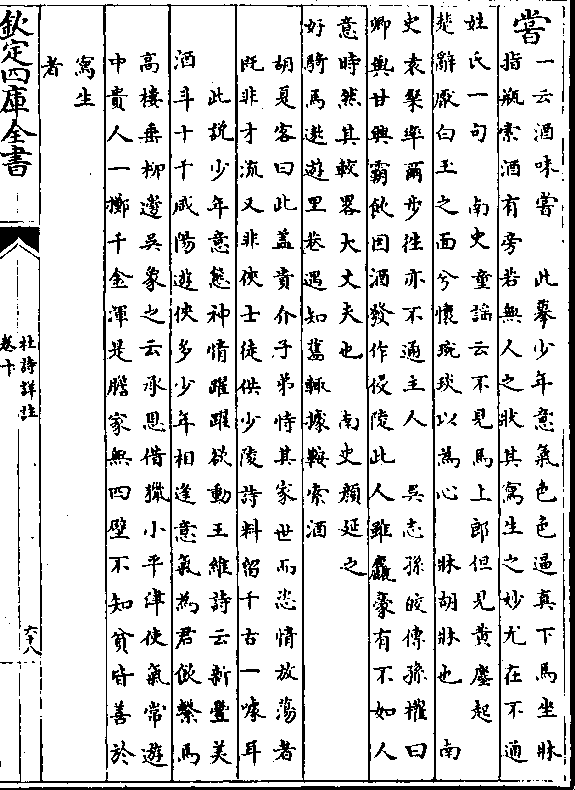 嘗一云酒味嘗　此摹少年意氣色色逼真下馬坐牀
指瓶索酒有旁若無人之狀其寫生之妙尤在不通
姓氏一句　南史童謡云不見馬上郎但見黄塵起
楚辭厭白玉之面兮懷琬琰以為心　牀胡牀也　南
史袁粲率爾步往亦不通主人　吳志孫皎傳孫權曰
卿與甘興霸飲因酒發作侵陵此人雖麤豪有不如人
意時然其較畧大丈夫也　南史顔延之
好騎馬遨遊里巷遇知舊輒據鞍索酒
胡夏客曰此蓋貴介子弟恃其家世而恣情放蕩者
既非才流又非俠士徒供少陵詩料留千古一噱耳
此説少年意態神情躍躍欲動王維詩云新豐美
酒斗十千咸陽遊俠多少年相逢意氣為君飲繫馬
高樓垂柳邊吳象之云承恩借獵小平津使氣常遊
中貴人一擲千金渾是膽家無四壁不知貧皆善於
寫生
者
欽定四庫全書
杜詩詳註
卷十
六十八